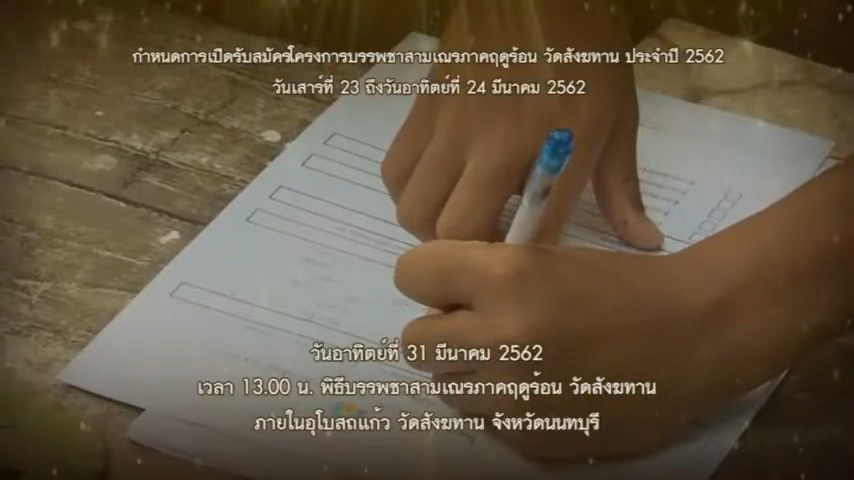 กำหนดการเปิดรับสมัครโครงการบรรพชาสามเณรภาคฤดูร้อน วัดสังฆทาน ประจำปี 2562
วันเสาร์ที่ 23 ถึงวันอาทิตย์ที่ 24 มีนาคม 2562
วันอาทิตย์ที่ 31 มีนาคม 2562
เวลา 13.00 น. พิธีบรรพชาสามเณรภาคฤดูร้อน วัดสังฆทาน
ภายในอุโบสถแก้ว วัดสังฆทาน จังหวัดนนทบุรี